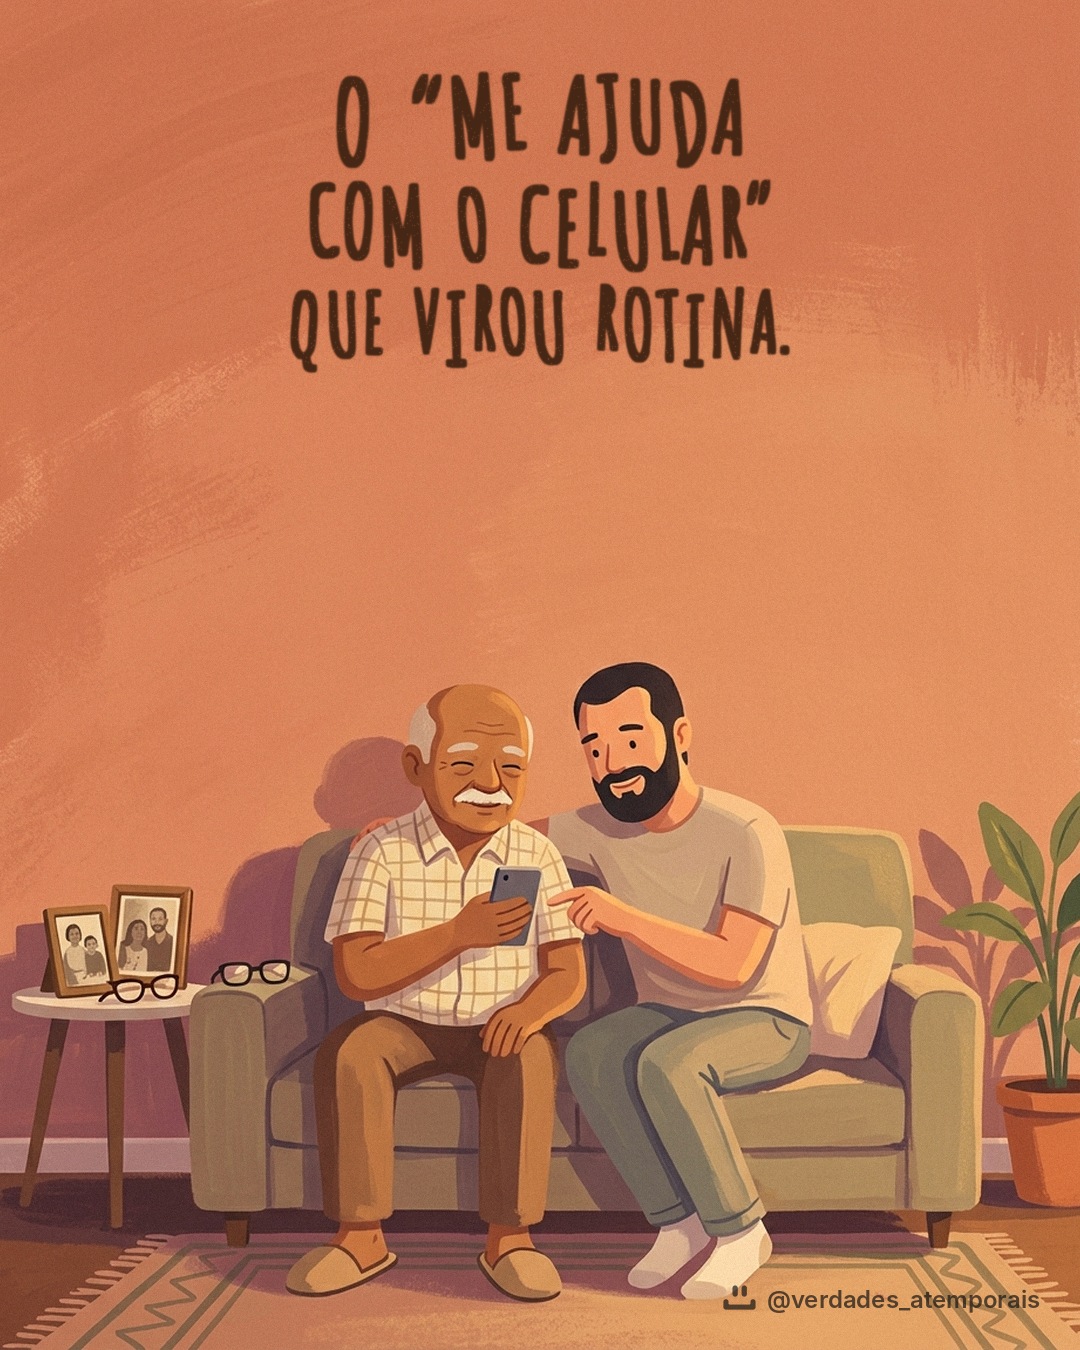 O “ME AJUDA
COM O CELULAR”
QUE VIROU ROTINA.
@verdades_atemporais